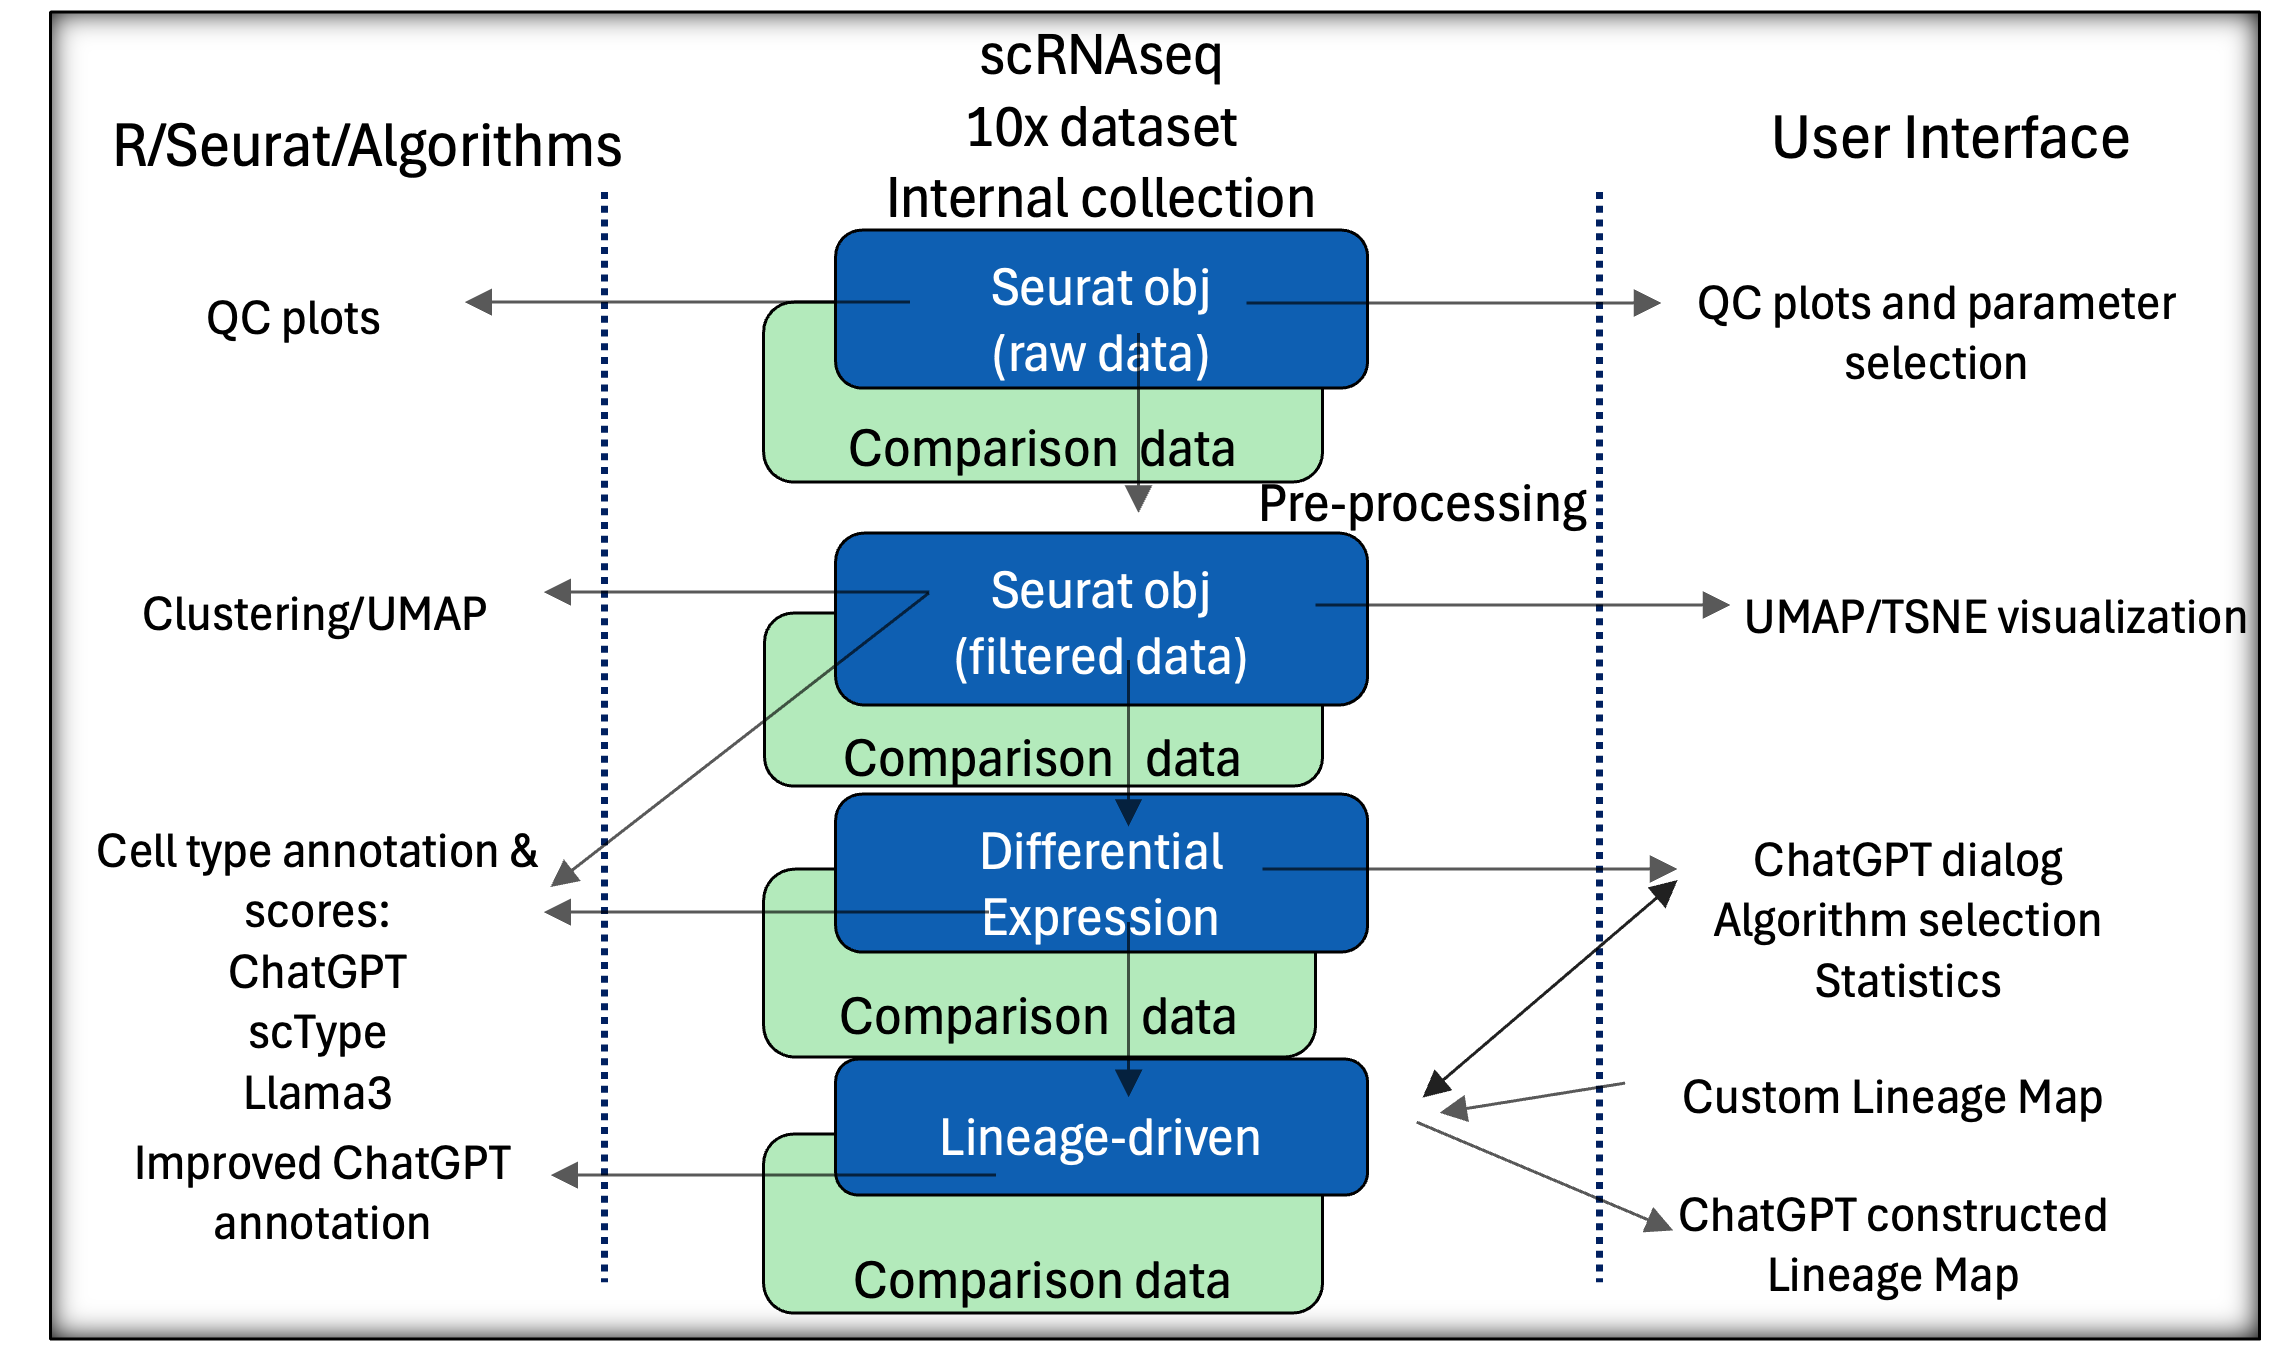 scRNAseq
10x dataset
Internal collection
R/Seurat/Algorithms
User Interface
Seurat obj
(raw data)
Comparison data
QC plots
QC plots and parameter
selection
Pre-processing
Seurat obj
(filtered data)
Comparison data
Clustering/UMAP
UMAP/TSNE visualization
Differential
Expression
Comparison data
Cell type annotation &
scores:
ChatGPT
scType
Llama3
ChatGPT dialog
Algorithm selection
Statistics
Lineage-driven
Comparison data
Improved ChatGPT
annotation
Custom Lineage Map
ChatGPT constructed
Lineage Map